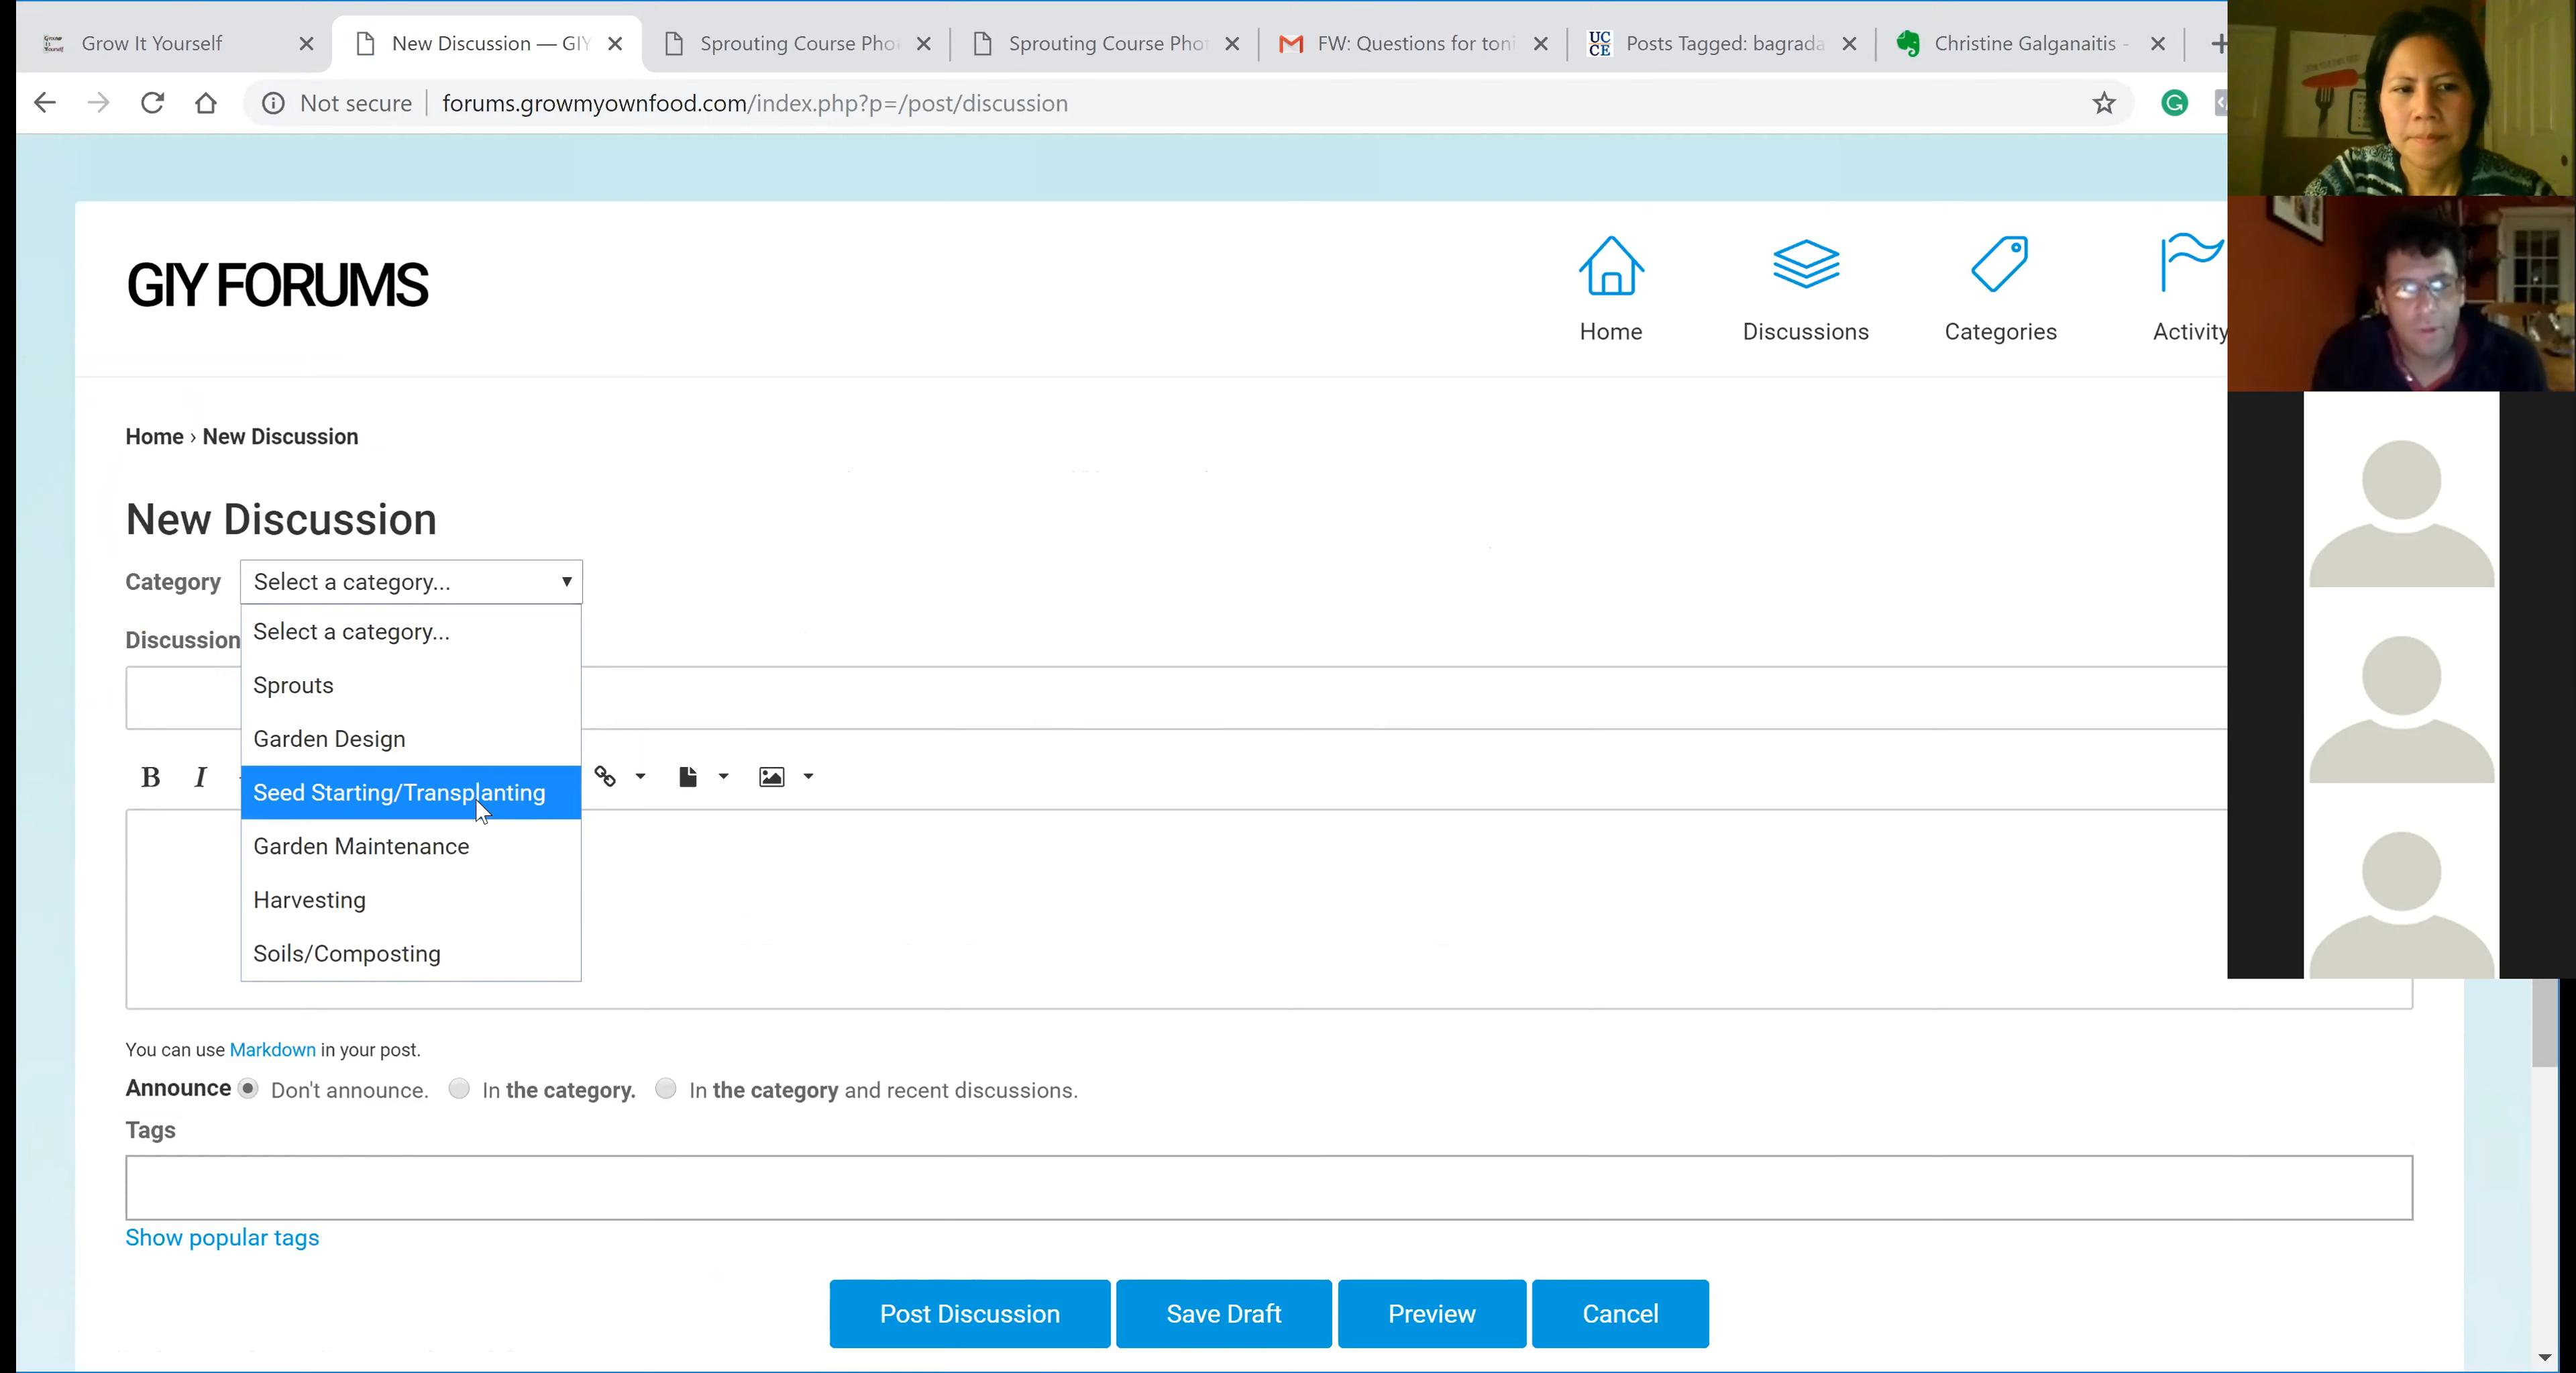 Grow It Yourself
New Discussion — GIY
Sprouting Course Pho
Sprouting Course Pho
FW: Questions for toni
Posts Tagged: bagrada
Christine Galganaitis -
Not secure
forums.growmyownfood.com/index.php?p=/post/discussion
GIY FORUMS
Home
Discussions
Categories
Activity
Home › New Discussion
New Discussion
Category
Select a category...
Select a category...
Discussion
Sprouts
Garden Design
B I
Seed Starting/Transplanting
Garden Maintenance
Harvesting
Soils/Composting
You can use Markdown in your post.
Announce Don't announce. In the category. In the category and recent discussions.
Tags
Show popular tags
Post Discussion
Save Draft
Preview
Cancel